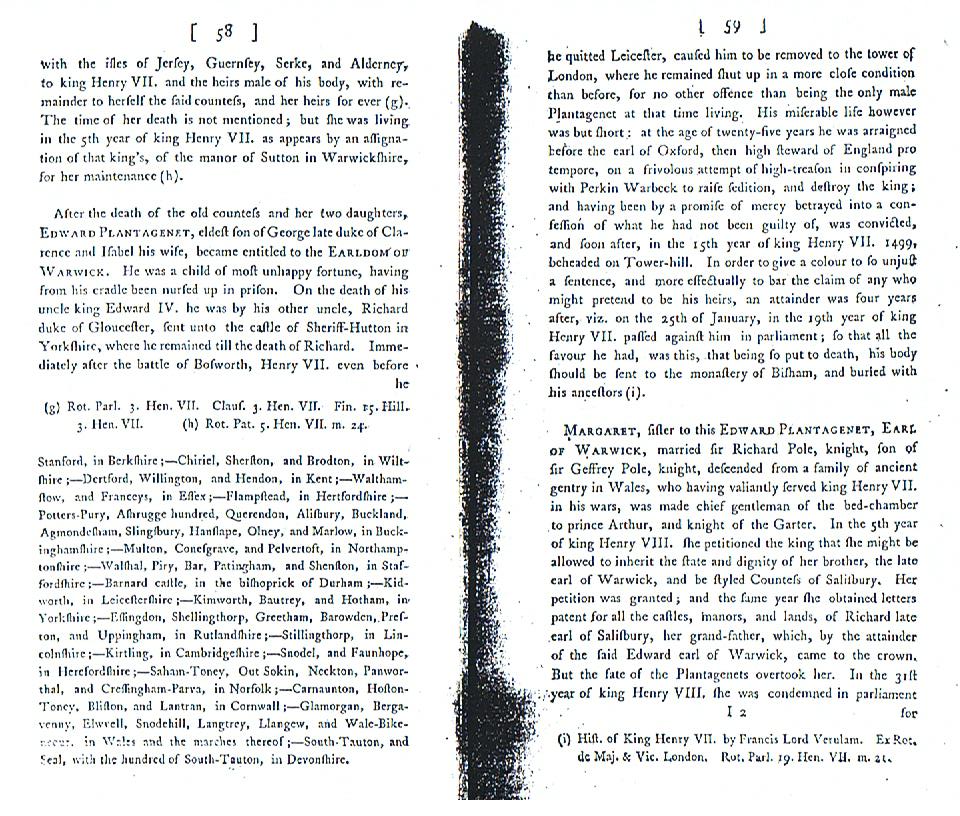 [ 58 ]
with the iſles of Jerſey, Guernſey, Serke, and Alderney,
to king Henry VII. and the heirs male of his body, with re-
mainder to herſelf the ſaid counteſs, and her heirs for ever (g).
The time of her death is not mentioned; but ſhe was living
in the 5th year of king Henry VII. as appears by an aſſigna-
tion of that king's, of the manor of Sutton in Warwickſhire,
for her maintenance (h).
After the death of the old counteſs and her two daughters,
EDWARD PLANTAGENET, eldeſt ſon of George late duke of Cla-
rence and Iſabel his wife, became entitled to the EARLDOM OF
WARWICK. He was a child of moſt unhappy fortune, having
from his cradle been nurſed up in priſon. On the death of his
uncle king Edward IV. he was by his other uncle, Richard
duke of Glouceſter, ſent unto the caſtle of Sheriff-Hutton in
Yorkſhire, where he remained till the death of Richard. Imme-
diately after the battle of Boſworth, Henry VII. even before
he
(g) Rot. Parl. 3. Hen. VII. Clauſ. 3. Hen. VII. Fin. 15. Hill.
3. Hen. VII. (h) Rot. Pat. 5. Hen. VII. m. 24.
Stanford, in Berkſhire;—Chiriel, Sherſton, and Brodton, in Wilt-
ſhire;—Dertford, Willington, and Hendon, in Kent;—Waltham-
ſtow, and Franceys, in Eſſex;—Flampſtead, in Hertfordſhire;—
Potters-Pury, Aſhrugge hundred, Querendon, Aliſbury, Buckland,
Agmondeſham, Slingſbury, Hanſlape, Olney, and Marlow, in Buck-
inghamſhire;—Multon, Coneſgrave, and Pelvertoft, in Northamp-
tonſhire;—Walſhal, Piry, Bar, Patingham, and Shenſton, in Staf-
fordſhire;—Barnard caſtle, in the biſhoprick of Durham;—Kid-
worth, in Leiceſterſhire;—Kimworth, Bautrey, and Hotham, in
Yorkſhire;—Eſſingdon, Shellingthorp, Greetham, Barowden, Preſ-
ton, and Uppingham, in Rutlandſhire;—Stillingthorp, in Lin-
colnſhire;—Kirtling, in Cambridgeſhire;—Snodel, and Faunhope,
in Herefordſhire;—Saham-Toney, Out Sokin, Neckton, Panwor-
thal, and Creſſingham-Parva, in Norfolk;—Carnaunton, Hofton-
Toney, Bliſton, and Lantran, in Cornwall;—Glamorgan, Berga-
venny, Elwell, Snodehill, Langtrey, Llangew, and Wale-Bike-
in Wales and the marches thereof;—South-Tauton, and
Seal, with the hundred of South-Tauton, in Devonſhire.
[ 59 ]
he quitted Leiceſter, cauſed him to be removed to the tower of
London, where he remained ſhut up in a more cloſe condition
than before, for no other offence than being the only male
Plantagenet at that time living. His miſerable life however
was but ſhort: at the age of twenty-five years he was arraigned
before the earl of Oxford, then high ſteward of England pro
tempore, on a frivolous attempt of high-treaſon in conſpiring
with Perkin Warbeck to raiſe ſedition, and deſtroy the king;
and having been by a promiſe of mercy betrayed into a con-
feſſion of what he had not been guilty of, was convicted,
and ſoon after, in the 15th year of king Henry VII. 1499,
beheaded on Tower-hill. In order to give a colour to ſo unjuſt
a ſentence, and more effectually to bar the claim of any who
might pretend to be his heirs, an attainder was four years
after, viz. on the 25th of January, in the 19th year of king
Henry VII. paſſed againſt him in parliament; ſo that all the
favour he had, was this, that being ſo put to death, his body
ſhould be ſent to the monaſtery of Biſham, and buried with
his anceſtors (i).
MARGARET, ſiſter to this EDWARD PLANTAGENET, EARL
OF WARWICK, married ſir Richard Pole, knight, ſon of
ſir Geffrey Pole, knight, deſcended from a family of ancient
gentry in Wales, who having valiantly ſerved king Henry VII.
in his wars, was made chief gentleman of the bed-chamber
to prince Arthur, and knight of the Garter. In the 5th year
of king Henry VIII. ſhe petitioned the king that ſhe might be
allowed to inherit the ſtate and dignity of her brother, the late
earl of Warwick, and be ſtyled Counteſs of Saliſbury. Her
petition was granted; and the ſame year ſhe obtained letters
patent for all the caſtles, manors, and lands, of Richard late
earl of Saliſbury, her grand-father, which, by the attainder
of the ſaid Edward earl of Warwick, came to the crown.
But the fate of the Plantagenets overtook her. In the 31ſt
year of king Henry VIII. ſhe was condemned in parliament
I 2 for
(i) Hiſt. of King Henry VII. by Francis Lord Verulam. Ex Rot.
de Maj. & Vic. London. Rot. Parl. 19. Hen. VII. m. 21.